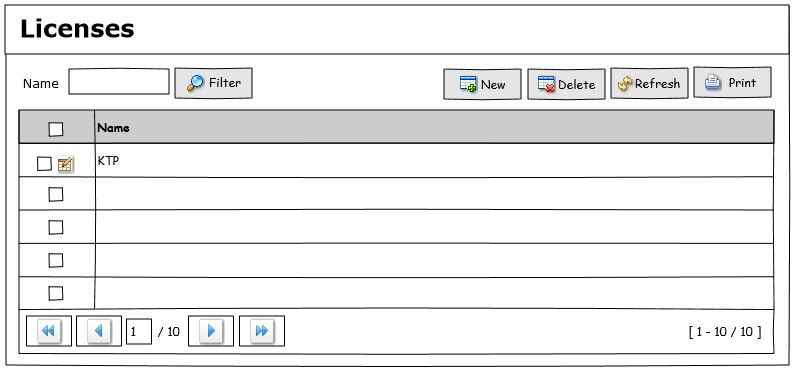 Licenses
Name Filter New Delete Refresh Print
Name
KTP
1 / 10 [ 1 - 10 / 10 ]